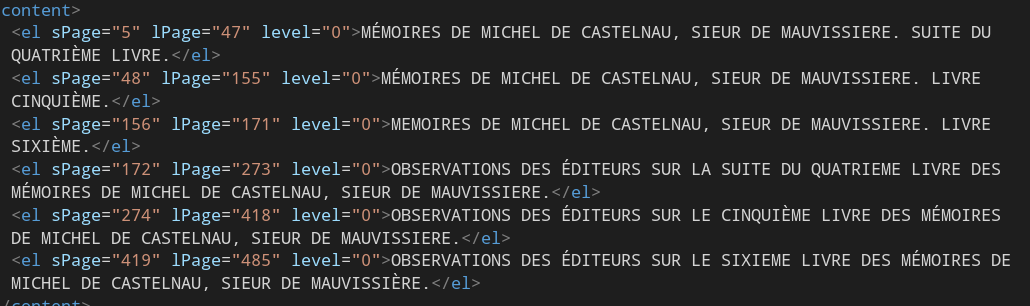 content>
<el sPage="5" lPage="47" level="0">MÉMOIRES DE MICHEL DE CASTELNAU, SIEUR DE MAUVISSIERE. SUITE DU
QUATRIÈME LIVRE.</el>
<el sPage="48" lPage="155" level="0">MÉMOIRES DE MICHEL DE CASTELNAU, SIEUR DE MAUVISSIERE. LIVRE
CINQUIÈME.</el>
<el sPage="156" lPage="171" level="0">MEMOIRES DE MICHEL DE CASTELNAU, SIEUR DE MAUVISSIERE. LIVRE
SIXIÈME.</el>
<el sPage="172" lPage="273" level="0">OBSERVATIONS DES ÉDITEURS SUR LA SUITE DU QUATRIEME LIVRE DES
MÉMOIRES DE MICHEL DE CASTELNAU, SIEUR DE MAUVISSIERE.</el>
<el sPage="274" lPage="418" level="0">OBSERVATIONS DES ÉDITEURS SUR LE CINQUIÈME LIVRE DES MÉMOIRES
DE MICHEL DE CASTELNAU, SIEUR DE MAUVISSIERE.</el>
<el sPage="419" lPage="485" level="0">OBSERVATIONS DES ÉDITEURS SUR LE SIXIEME LIVRE DES MÉMOIRES DE
MICHEL DE CASTELNAU, SIEUR DE MAUVISSIÈRE.</el>
/content>